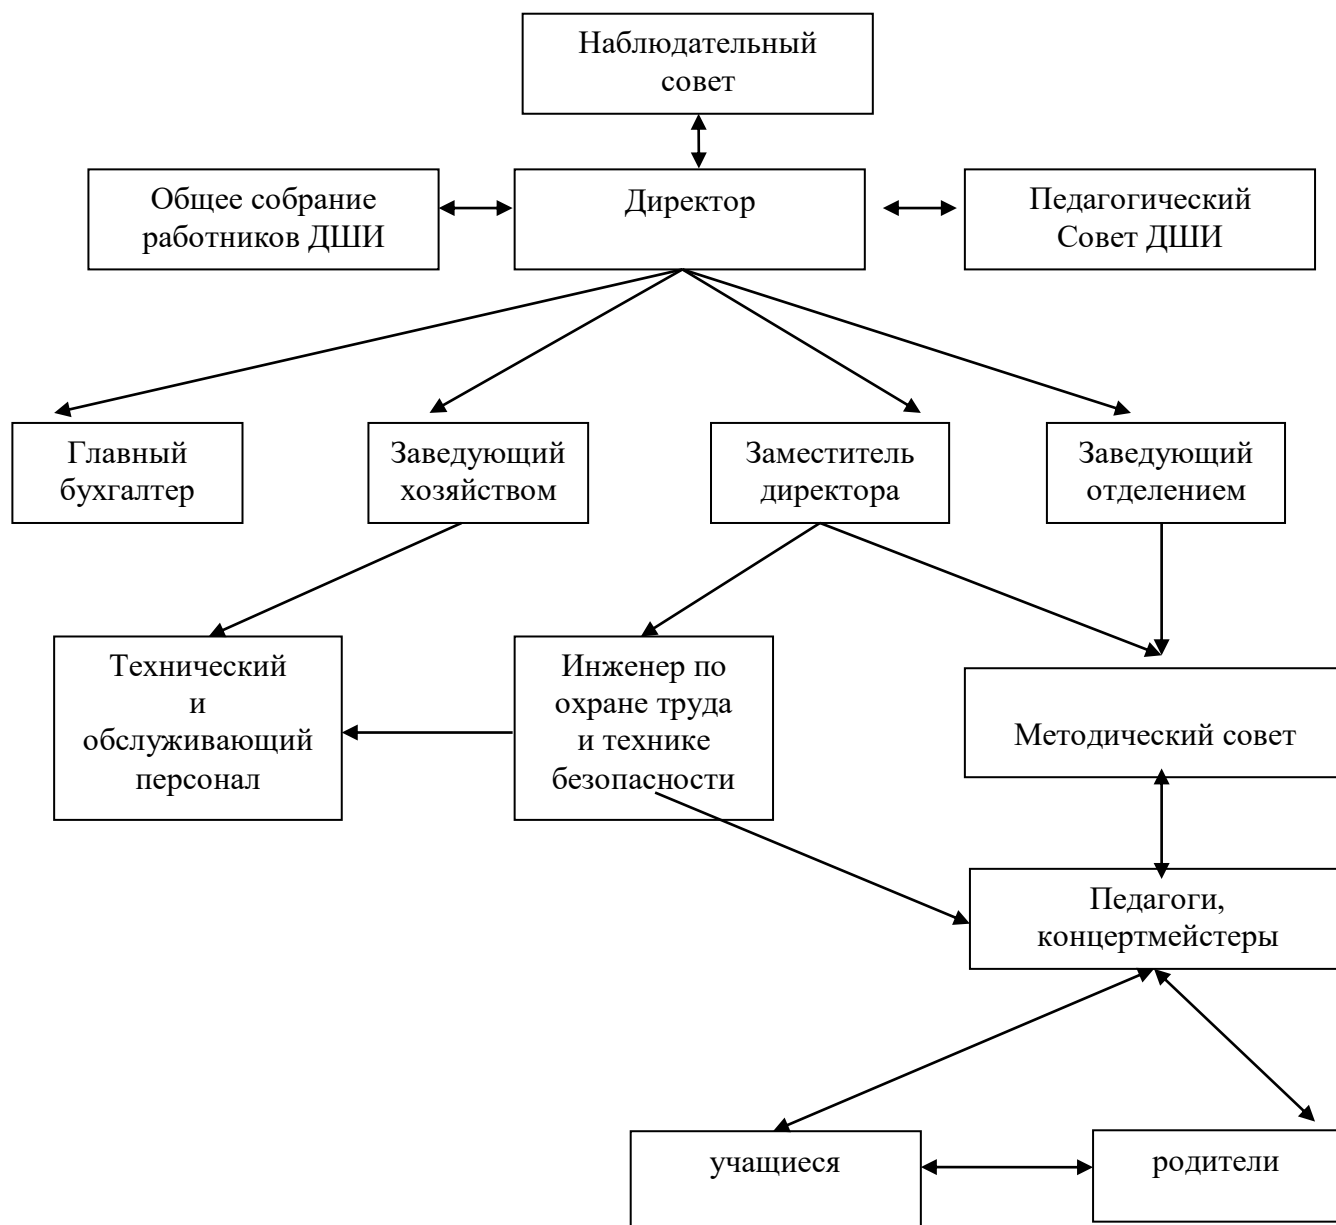 Наблюдательный
совет
Общее собрание
работников ДШИ
Директор
Педагогический
Совет ДШИ
Главный
бухгалтер
Заведующий
хозяйством
Заместитель
директора
Заведующий
отделением
Технический
и
обслуживающий
персонал
Инженер по
охране труда
и технике
безопасности
Методический совет
Педагоги,
концертмейстеры
учащиеся
родители